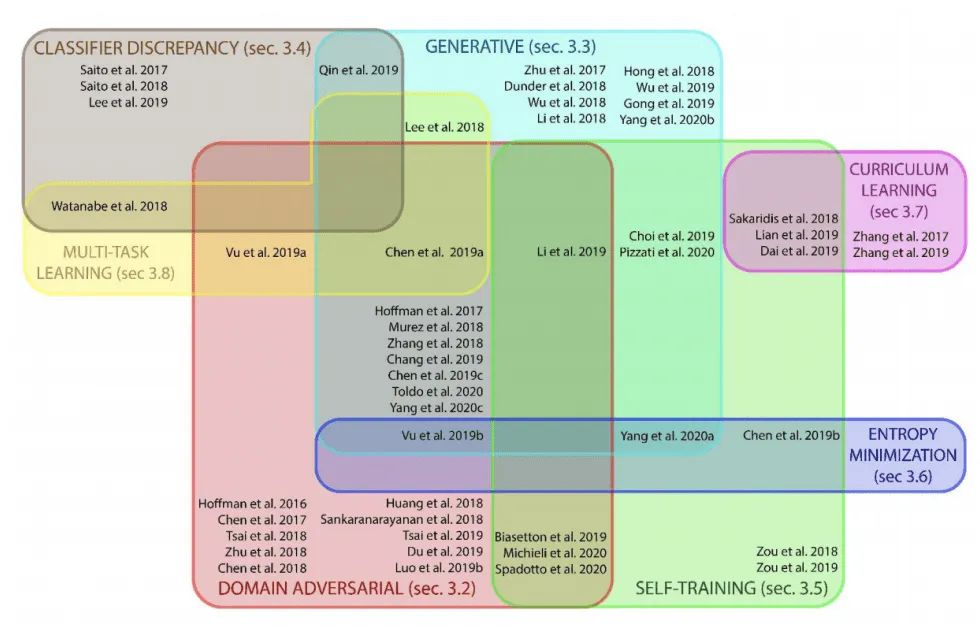 CLASSIFIER DISCREPANCY (sec. 3.4)
Saito et al. 2017
Saito et al. 2018
Lee et al. 2019
Qin et al. 2019
GENERATIVE (sec. 3.3)
Zhu et al. 2017
Dunder et al. 2018
Wu et al. 2018
Li et al. 2018
Hong et al. 2018
Wu et al. 2019
Gong et al. 2019
Yang et al. 2020b
Lee et al. 2018
Watanabe et al. 2018
MULTI-TASK
LEARNING (sec 3.8)
Vu et al. 2019a
Chen et al. 2019a
Li et al. 2019
Choi et al. 2019
Pizzati et al. 2020
Sakaridis et al. 2018
Lian et al. 2019
Dai et al. 2019
CURRICULUM
LEARNING
(sec 3.7)
Zhang et al. 2017
Zhang et al. 2019
Hoffman et al. 2017
Murez et al. 2018
Zhang et al. 2018
Chang et al. 2019
Chen et al. 2019c
Toldo et al. 2020
Yang et al. 2020c
Vu et al. 2019b
Yang et al. 2020a
Chen et al. 2019b
ENTROPY
MINIMIZATION
(sec 3.6)
Hoffman et al. 2016
Chen et al. 2017
Tsai et al. 2018
Zhu et al. 2018
Chen et al. 2018
Huang et al. 2018
Sankaranarayanan et al. 2018
Tsai et al. 2019
Du et al. 2019
Luo et al. 2019b
Biasetton et al. 2019
Michieli et al. 2020
Spadotto et al. 2020
Zou et al. 2018
Zou et al. 2019
DOMAIN ADVERSARIAL (sec. 3.2)
SELF-TRAINING (sec. 3.5)